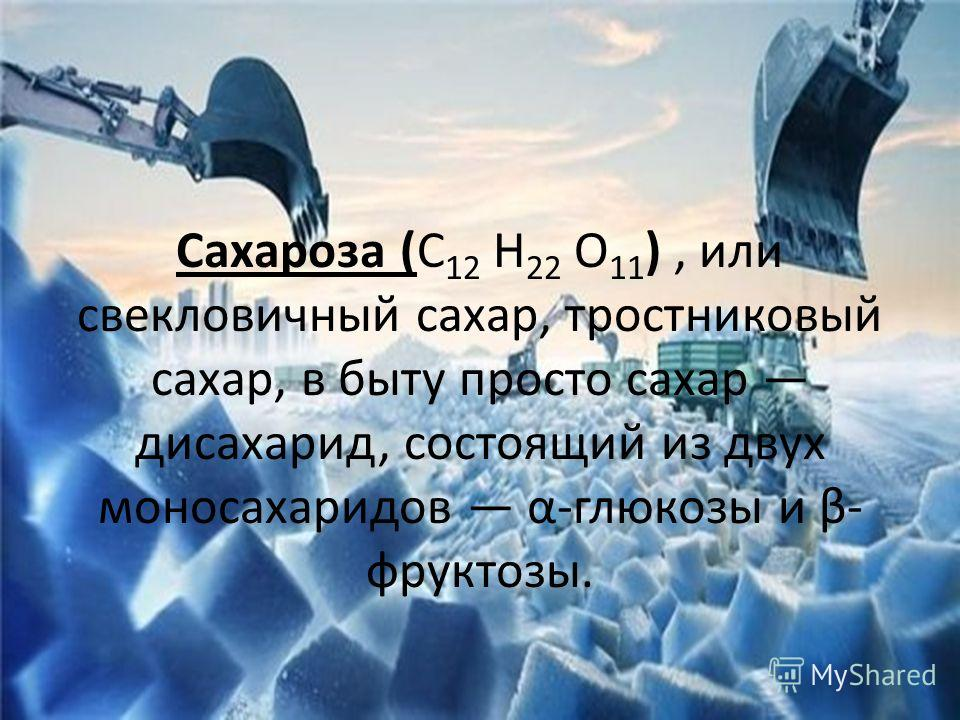 Сахароза (C₁₂ H₂₂ O₁₁) , или
свекловичный сахар, тростниковый
сахар, в быту просто сахар —
дисахарид, состоящий из двух
моносахаридов — α-глюкозы и β-
фруктозы.
MyShared